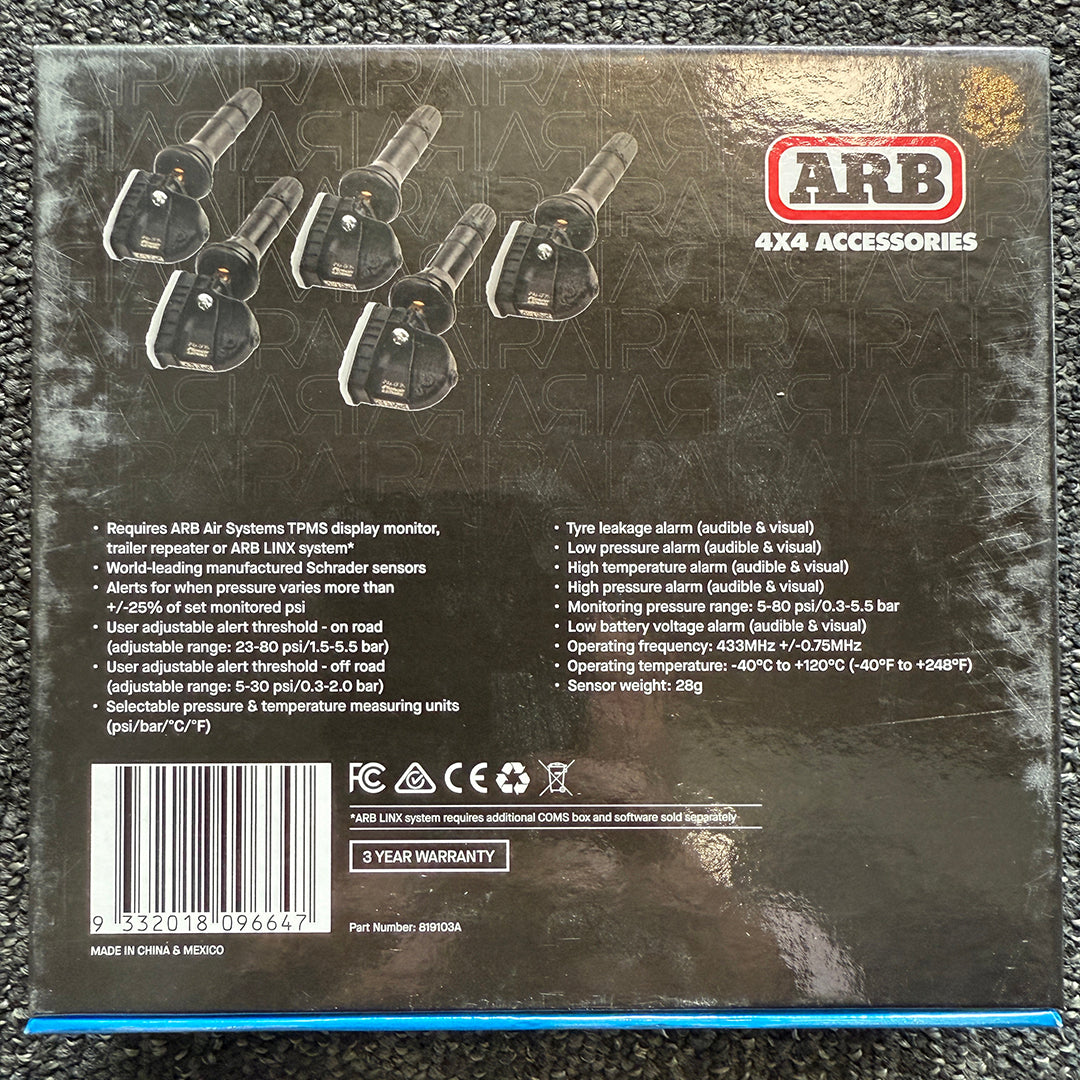 ARB
4X4 ACCESSORIES
• Requires ARB Air Systems TPMS display monitor,
trailer repeater or ARB LINX system*
• World-leading manufactured Schrader sensors
• Alerts for when pressure varies more than
+/-25% of set monitored psi
• User adjustable alert threshold - on road
(adjustable range: 23-80 psi/1.5-5.5 bar)
• User adjustable alert threshold - off road
(adjustable range: 5-30 psi/0.3-2.0 bar)
• Selectable pressure & temperature measuring units
(psi/bar/°C/°F)
• Tyre leakage alarm (audible & visual)
• Low pressure alarm (audible & visual)
• High temperature alarm (audible & visual)
• High pressure alarm (audible & visual)
• Monitoring pressure range: 5-80 psi/0.3-5.5 bar
• Low battery voltage alarm (audible & visual)
• Operating frequency: 433MHz +/-0.75MHz
• Operating temperature: -40°C to +120°C (-40°F to +248°F)
• Sensor weight: 28g
FC CE
*ARB LINX system requires additional COMS box and software sold separately
3 YEAR WARRANTY
9 332018 096647
Part Number: 819103A
MADE IN CHINA & MEXICO